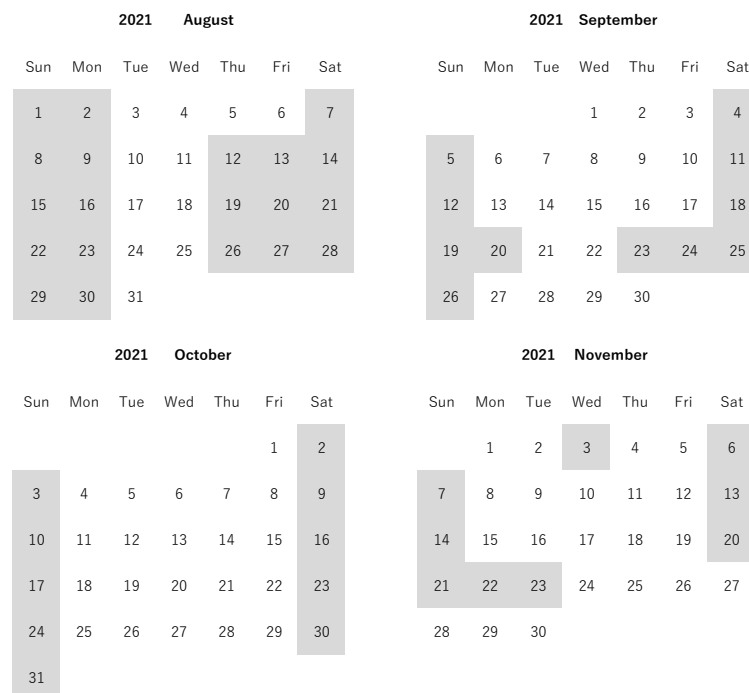 2021 August
Sun Mon Tue Wed Thu Fri Sat
1 2 3 4 5 6 7
8 9 10 11 12 13 14
15 16 17 18 19 20 21
22 23 24 25 26 27 28
29 30 31
2021 September
Sun Mon Tue Wed Thu Fri Sat
1 2 3 4
5 6 7 8 9 10 11
12 13 14 15 16 17 18
19 20 21 22 23 24 25
26 27 28 29 30
2021 October
Sun Mon Tue Wed Thu Fri Sat
1 2
3 4 5 6 7 8 9
10 11 12 13 14 15 16
17 18 19 20 21 22 23
24 25 26 27 28 29 30
31
2021 November
Sun Mon Tue Wed Thu Fri Sat
1 2 3 4 5 6
7 8 9 10 11 12 13
14 15 16 17 18 19 20
21 22 23 24 25 26 27
28 29 30